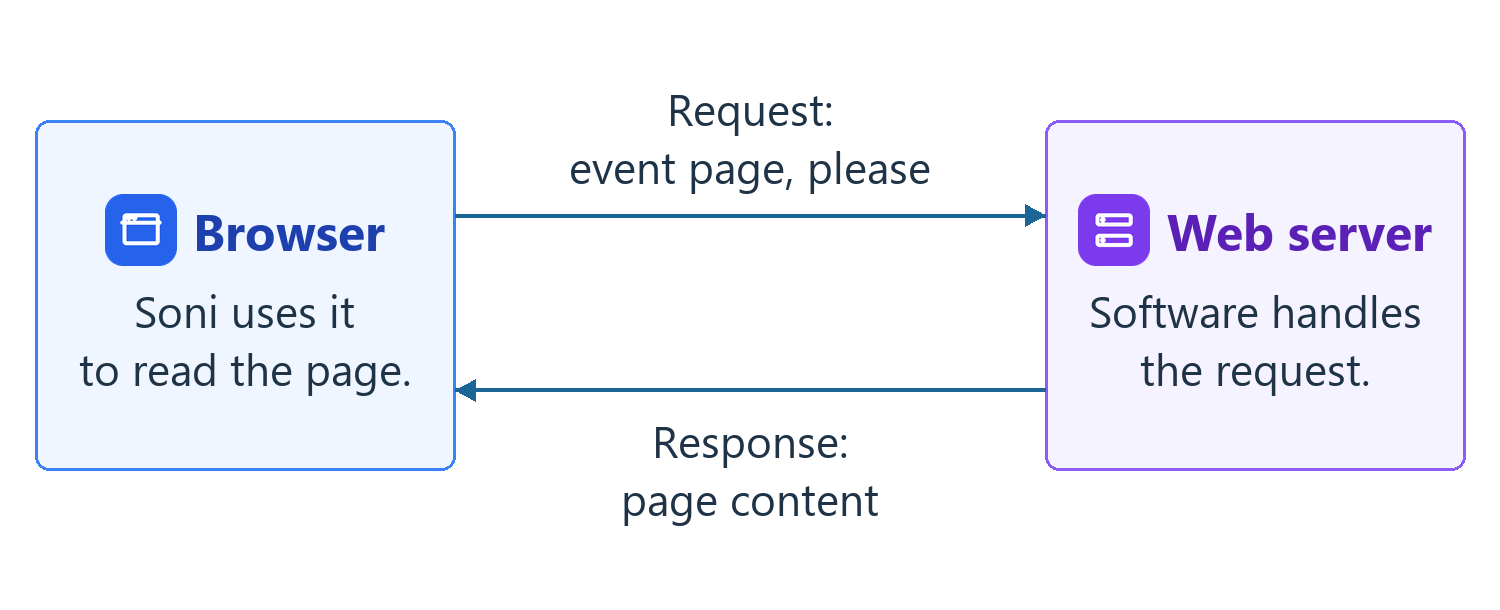 Request:
event page, please
Browser
Soni uses it
to read the page.
Web server
Software handles
the request.
Response:
page content